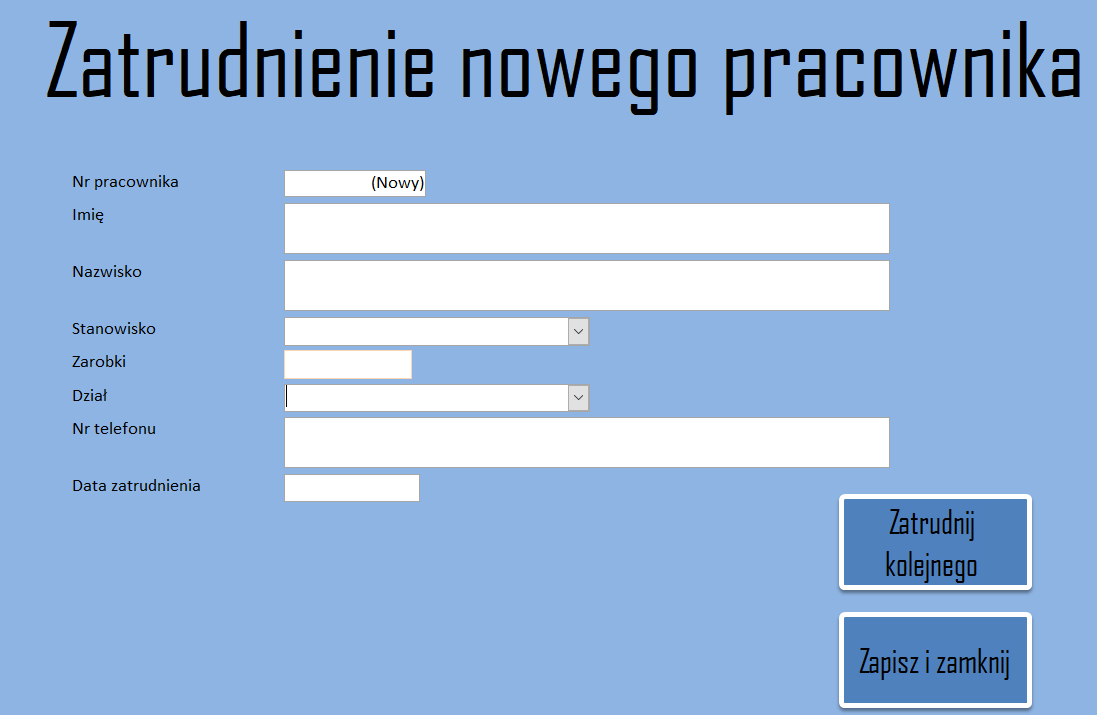 Zatrudnienie nowego pracownika
Nr pracownika
(Nowy)
Imię
Nazwisko
Stanowisko
Zarobki
Dział
Nr telefonu
Data zatrudnienia
Zatrudnij
kolejnego
Zapisz i zamknij